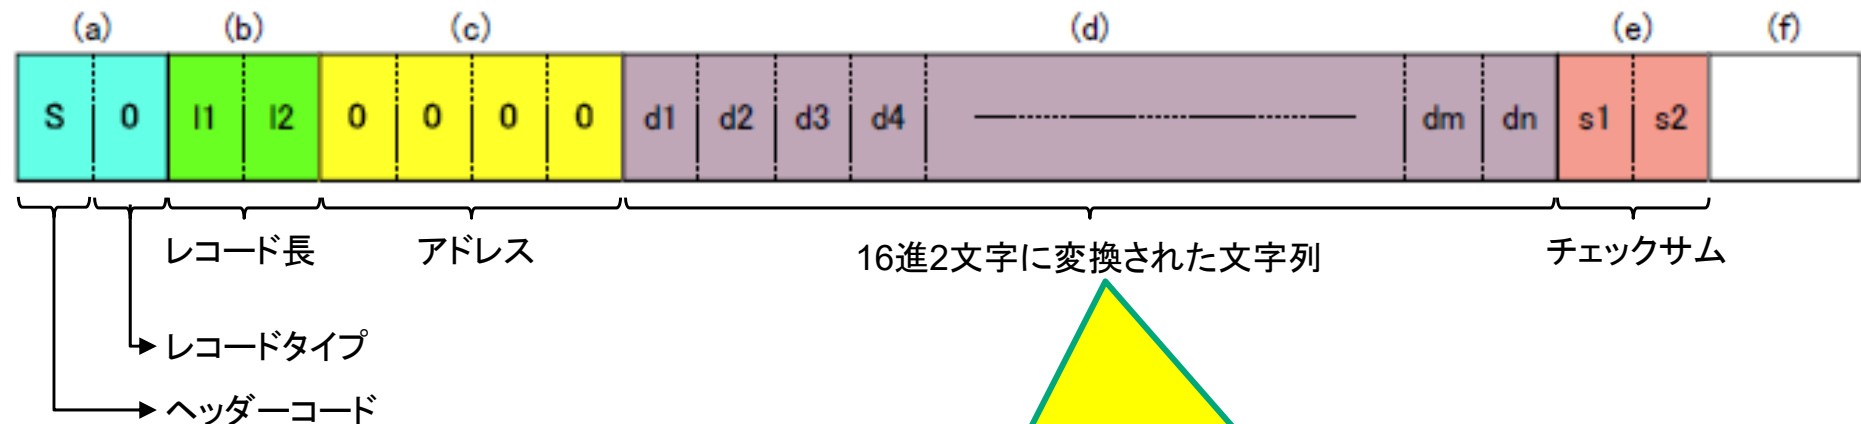 (a) (b) (c) (d) (e) (f)
S 0 l1 l2 0 0 0 0 d1 d2 d3 d4 dm dn s1 s2
レコード長 アドレス 16進2文字に変換された文字列 チェックサム
レコードタイプ
ヘッダーコード